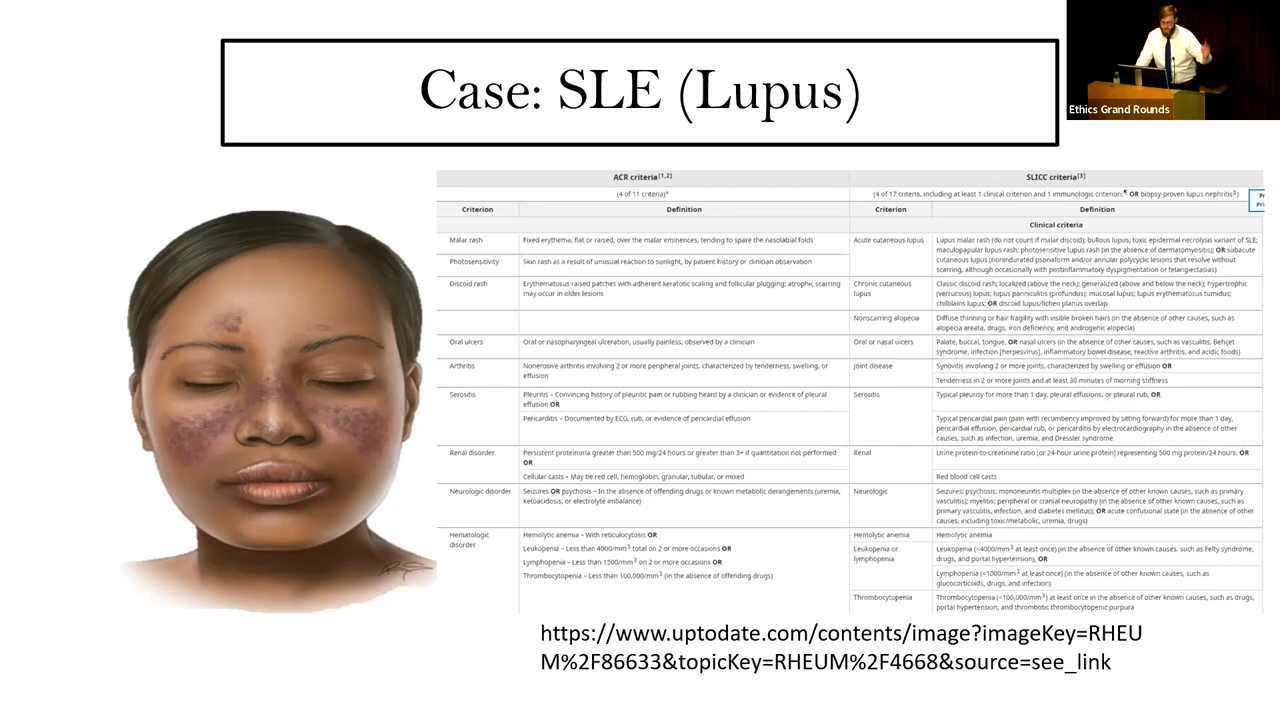 Case: SLE (Lupus)
Ethics Grand Rounds
ACR criteria[1,2]
SLICC criteria[3]
(4 of 11 criteria)*
(4 of 17 criteria, including at least 1 clinical criterion and 1 immunologic criterion;¶ OR biopsy-proven lupus nephritisΔ)
Criterion
Definition
Criterion
Definition
Clinical criteria
Malar rash
Fixed erythema, flat or raised, over the malar eminences, tending to spare the nasolabial folds
Acute cutaneous lupus
Lupus malar rash (do not count if malar discoid); bullous lupus; toxic epidermal necrolysis variant of SLE;
maculopapular lupus rash; photosensitive lupus rash (in the absence of dermatomyositis); OR subacute
cutaneous lupus (nonindurated psoriaform and/or annular polycyclic lesions that resolve without
scarring, although occasionally with postinflammatory dyspigmentation or telangiectasias)
Photosensitivity
Skin rash as a result of unusual reaction to sunlight, by patient history or clinician observation
Discoid rash
Erythematosus raised patches with adherent keratotic scaling and follicular plugging; atrophic scarring
may occur in older lesions
Chronic cutaneous
lupus
Classic discoid rash; localized (above the neck); generalized (above and below the neck); hypertrophic
(verrucous) lupus; lupus panniculitis (profundus); mucosal lupus; lupus erythematosus tumidus;
chilblains lupus; OR discoid lupus/lichen planus overlap
Nonscarring alopecia
Diffuse thinning or hair fragility with visible broken hairs (in the absence of other causes, such as
alopecia areata, drugs, iron deficiency, and androgenic alopecia)
Oral ulcers
Oral or nasopharyngeal ulceration, usually painless, observed by a clinician
Oral or nasal ulcers
Palate, buccal, tongue, OR nasal ulcers (in the absence of other causes, such as vasculitis, Behçet
syndrome, infection [herpesvirus], inflammatory bowel disease, reactive arthritis, and acidic foods)
Arthritis
Nonerosive arthritis involving 2 or more peripheral joints, characterized by tenderness, swelling, or
effusion
Joint disease
Synovitis involving 2 or more joints, characterized by swelling or effusion OR
Tenderness in 2 or more joints and at least 30 minutes of morning stiffness
Serositis
Pleuritis – Convincing history of pleuritic pain or rubbing heard by a clinician or evidence of pleural
effusion OR
Pericarditis – Documented by ECG, rub, or evidence of pericardial effusion
Serositis
Typical pleurisy for more than 1 day, pleural effusions, or pleural rub, OR
Typical pericardial pain (pain with recumbency improved by sitting forward) for more than 1 day,
pericardial effusion, pericardial rub, or pericarditis by electrocardiography in the absence of other
causes, such as infection, uremia, and Dressler syndrome
Renal disorder
Persistent proteinuria greater than 500 mg/24 hours or greater than 3+ if quantitation not performed
OR
Cellular casts – May be red cell, hemoglobin, granular, tubular, or mixed
Renal
Urine protein-to-creatinine ratio (or 24-hour urine protein) representing 500 mg protein/24 hours, OR
Red blood cell casts
Neurologic disorder
Seizures OR psychosis – In the absence of offending drugs or known metabolic derangements (uremia,
ketoacidosis, or electrolyte imbalance)
Neurologic
Seizures; psychosis; mononeuritis multiplex (in the absence of other known causes, such as primary
vasculitis); myelitis; peripheral or cranial neuropathy (in the absence of other known causes, such as
primary vasculitis, infection, and diabetes mellitus); OR acute confusional state (in the absence of other
causes, including toxic/metabolic, uremia, drugs)
Hematologic
disorder
Hemolytic anemia – With reticulocytosis OR
Leukopenia – Less than 4000/mm3 total on 2 or more occasions OR
Lymphopenia – Less than 1500/mm3 on 2 or more occasions OR
Thrombocytopenia – Less than 100,000/mm3 (in the absence of offending drugs)
Hemolytic anemia
Hemolytic anemia
Leukopenia or
lymphopenia
Leukopenia (<4000/mm3 at least once) (in the absence of other known causes, such as Felty syndrome,
drugs, and portal hypertension), OR
Lymphopenia (<1000/mm3 at least once) (in the absence of other known causes, such as
glucocorticoids, drugs, and infection)
Thrombocytopenia
Thrombocytopenia (<100,000/mm3) at least once in the absence of other known causes, such as drugs,
portal hypertension, and thrombotic thrombocytopenic purpura
https://www.uptodate.com/contents/image?imageKey=RHEU
M%2F86633&topicKey=RHEUM%2F4668&source=see_link